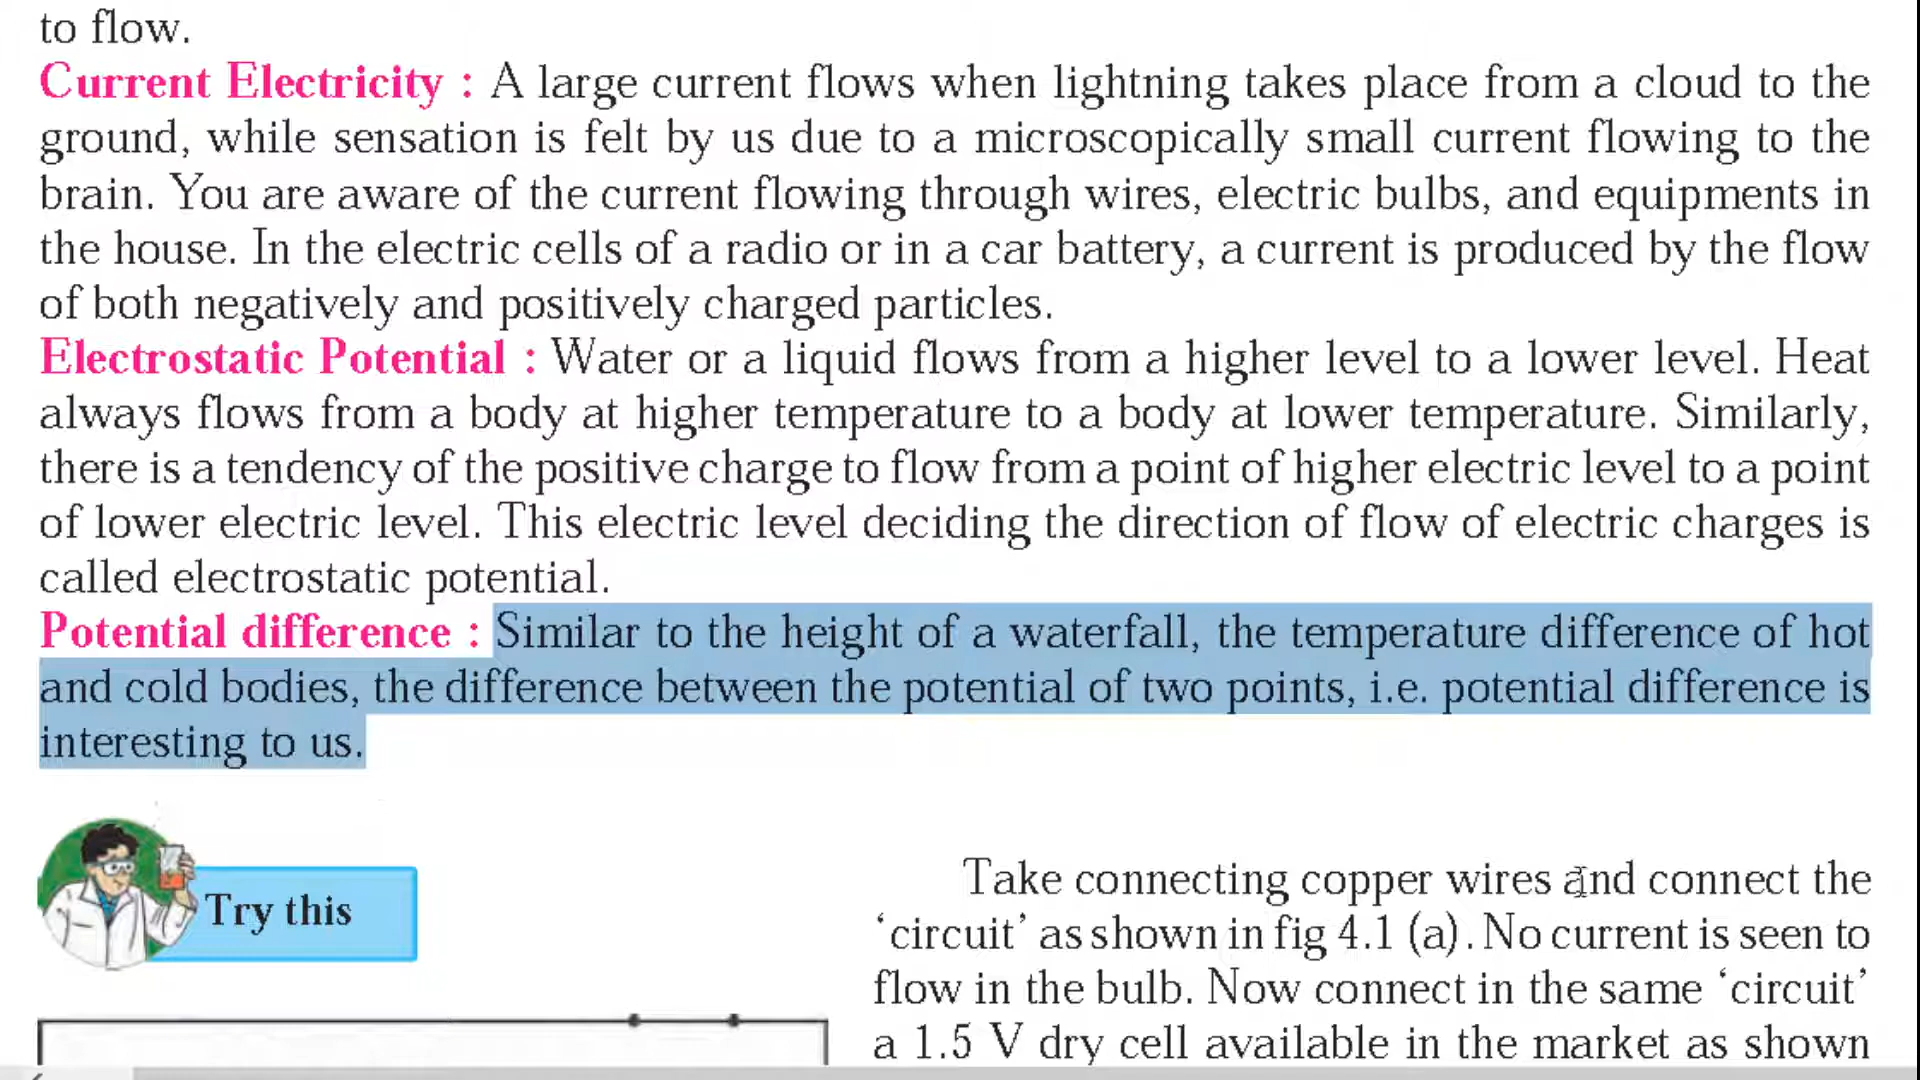 to flow.
Current Electricity : A large current flows when lightning takes place from a cloud to the
ground, while sensation is felt by us due to a microscopically small current flowing to the
brain. You are aware of the current flowing through wires, electric bulbs, and equipments in
the house. In the electric cells of a radio or in a car battery, a current is produced by the flow
of both negatively and positively charged particles.
Electrostatic Potential : Water or a liquid flows from a higher level to a lower level. Heat
always flows from a body at higher temperature to a body at lower temperature. Similarly,
there is a tendency of the positive charge to flow from a point of higher electric level to a point
of lower electric level. This electric level deciding the direction of flow of electric charges is
called electrostatic potential.
Potential difference : Similar to the height of a waterfall, the temperature difference of hot
and cold bodies, the difference between the potential of two points, i.e. potential difference is
interesting to us.
Try this
Take connecting copper wires and connect the
‘circuit’ as shown in fig 4.1 (a). No current is seen to
flow in the bulb. Now connect in the same ‘circuit’
a 1.5 V dry cell available in the market as shown